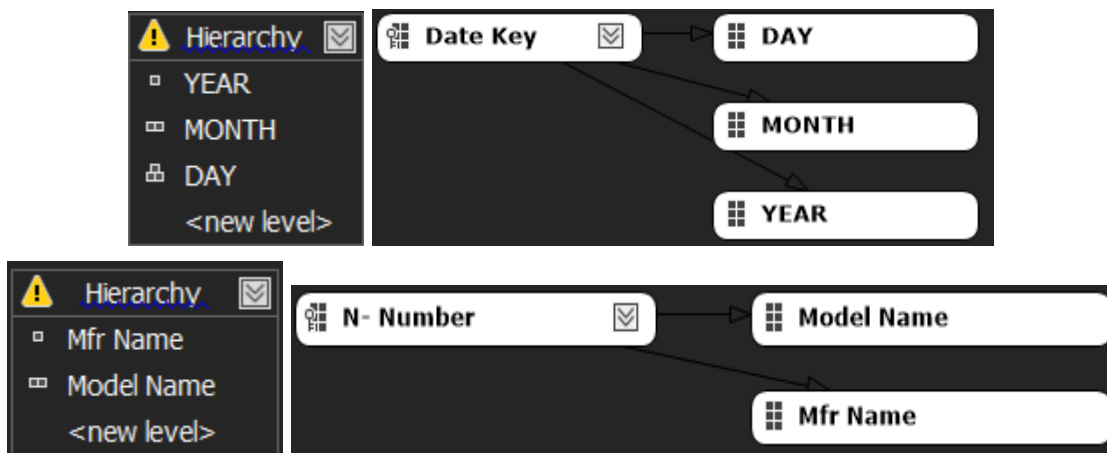 Hierarchy
YEAR
MONTH
DAY
<new level>
Date Key
DAY
MONTH
YEAR
Hierarchy
Mfr Name
Model Name
<new level>
N- Number
Model Name
Mfr Name